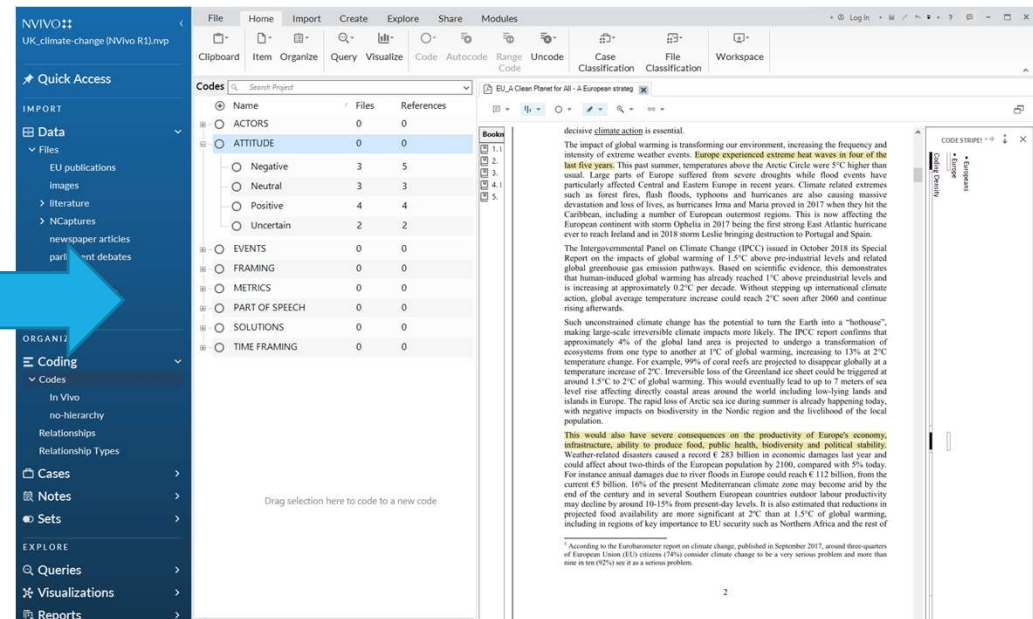 NVIVO
UK_climate-change (NVivo R1).nvp
Quick Access
IMPORT
Data
Files
EU publications
images
literature
NCaptures
newspaper articles
ORGANIZ
Coding
Codes
In Vivo
no-hierarchy
Relationships
Relationship Types
Cases
Notes
Sets
EXPLORE
Queries
Visualizations
Reports
File Home Import Create Explore Share Modules
Log In
Clipboard Item Organize Query Visualize Code Autocode Range Code Uncode Case Classification File Classification Workspace
Codes Search Project
Name Files References
ACTORS 0 0
ATTITUDE 0 0
Negative 3 5
Neutral 3 3
Positive 4 4
Uncertain 2 2
EVENTS 0 0
FRAMING 0 0
METRICS 0 0
PART OF SPEECH 0 0
SOLUTIONS 0 0
TIME FRAMING 0 0
Drag selection here to code to a new code
EU_A Clean Planet for All - A European strateg
Bookn
1. I
2.
3.
4. I
5.
decisive climate action is essential.
The impact of global warming is transforming our environment, increasing the frequency and
intensity of extreme weather events. Europe experienced extreme heat waves in four of the
last five years. This past summer, temperatures above the Arctic Circle were 5°C higher than
usual. Large parts of Europe suffered from severe droughts while flood events have
particularly affected Central and Eastern Europe in recent years. Climate related extremes
such as forest fires, flash floods, typhoons and hurricanes are also causing massive
devastation and loss of lives, as hurricanes Irma and Maria proved in 2017 when they hit the
Caribbean, including a number of European outermost regions. This is now affecting the
European continent with storm Ophelia in 2017 being the first strong East Atlantic hurricane
ever to reach Ireland and in 2018 storm Leslie bringing destruction to Portugal and Spain.
The Intergovernmental Panel on Climate Change (IPCC) issued in October 2018 its Special
Report on the impacts of global warming of 1.5°C above pre-industrial levels and related
global greenhouse gas emission pathways. Based on scientific evidence, this demonstrates
that human-induced global warming has already reached 1°C above preindustrial levels and
is increasing at approximately 0.2°C per decade. Without stepping up international climate
action, global average temperature increase could reach 2°C soon after 2060 and continue
rising afterwards.
Such unconstrained climate change has the potential to turn the Earth into a “hothouse”,
making large-scale irreversible climate impacts more likely. The IPCC report confirms that
approximately 4% of the global land area is projected to undergo a transformation of
ecosystems from one type to another at 1°C of global warming, increasing to 13% at 2°C
temperature change. For example, 99% of coral reefs are projected to disappear globally at a
temperature increase of 2°C. Irreversible loss of the Greenland ice sheet could be triggered at
around 1.5°C to 2°C of global warming. This would eventually lead to up to 7 meters of sea
level rise affecting directly coastal areas around the world including low-lying lands and
islands in Europe. The rapid loss of Arctic sea ice during summer is already happening today,
with negative impacts on biodiversity in the Nordic region and the livelihood of the local
population.
This would also have severe consequences on the productivity of Europe's economy,
infrastructure, ability to produce food, public health, biodiversity and political stability.
Weather-related disasters caused a record € 283 billion in economic damages last year and
could affect about two-thirds of the European population by 2100, compared with 5% today.
For instance annual damages due to river floods in Europe could reach € 112 billion, from the
current €5 billion. 16% of the present Mediterranean climate zone may become arid by the
end of the century and in several Southern European countries outdoor labour productivity
may decline by around 10-15% from present-day levels. It is also estimated that reductions in
projected food availability are more significant at 2°C than at 1.5°C of global warming,
including in regions of key importance to EU security such as Northern Africa and the rest of
1 According to the Eurobarometer report on climate change, published in September 2017, around three-quarters
of European Union (EU) citizens (74%) consider climate change to be a very serious problem and more than
nine in ten (92%) see it as a serious problem.
2
CODE STRIPES
Coding Density
Europe
Europeans